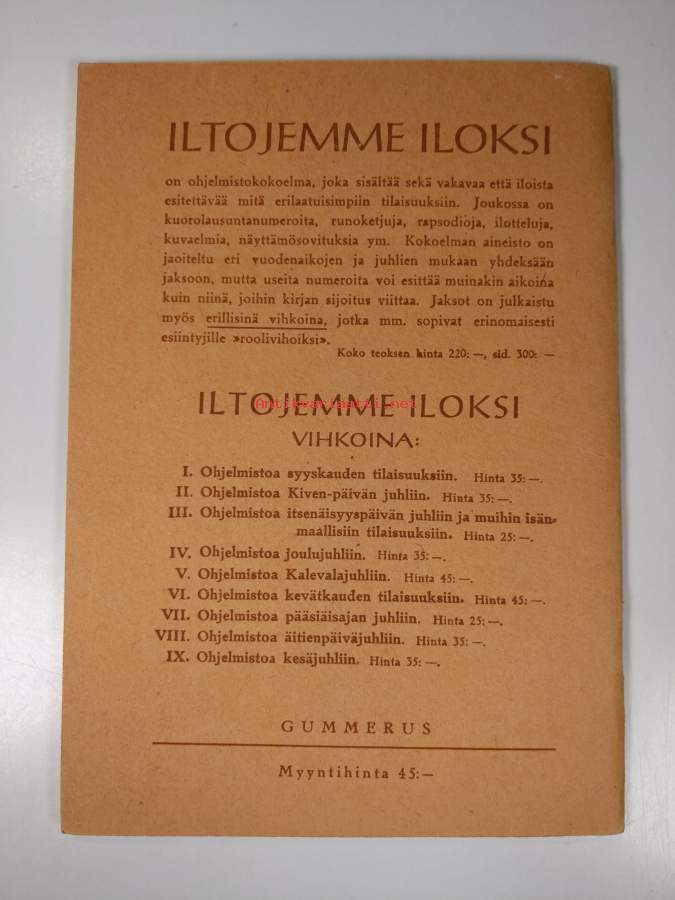 ILTOJEMME ILOKSI
on ohjelmistokokoelma, joka sisältää sekä vakavaa että iloista
esitettävää mitä erilaatuisimpiin tilaisuuksiin. Joukossa on
kuorolausuntanumeroita, runoketjuja, rapsodioja, ilotteluja,
kuvaelmia, näyttämösovituksia ym. Kokoelman aineisto on
jaoiteltu eri vuodenaikojen ja juhlien mukaan yhdeksään
jaksoon, mutta useita numeroita voi esittää muinakin aikoina
kuin niinä, joihin kirjan sijoitus viittaa. Jaksot on julkaistu
myös erillisinä vihkoina, jotka mm. sopivat erinomaisesti
esiintyjille »roolivihoiksi».
Koko teoksen hinta 220: —, sid. 300: —
ILTOJEMME ILOKSI
Antikvariaatti.net
VIHKOINA:
I. Ohjelmistoa syyskauden tilaisuuksiin. Hinta 35: —.
II. Ohjelmistoa Kiven-päivän juhliin. Hinta 35: —.
III. Ohjelmistoa itsenäisyyspäivän juhliin ja muihin isän-
maallisiin tilaisuuksiin. Hinta 25: —.
IV. Ohjelmistoa joulujuhliin. Hinta 35: —.
V. Ohjelmistoa Kalevalajuhliin. Hinta 45: —.
VI. Ohjelmistoa kevätkauden tilaisuuksiin. Hinta 45: —.
VII. Ohjelmistoa pääsiäisajan juhliin. Hinta 25: —.
VIII. Ohjelmistoa äitienpäiväjuhliin. Hinta 35: —.
IX. Ohjelmistoa kesäjuhliin. Hinta 35: —.
GUMMERUS
Myyntihinta 45: —